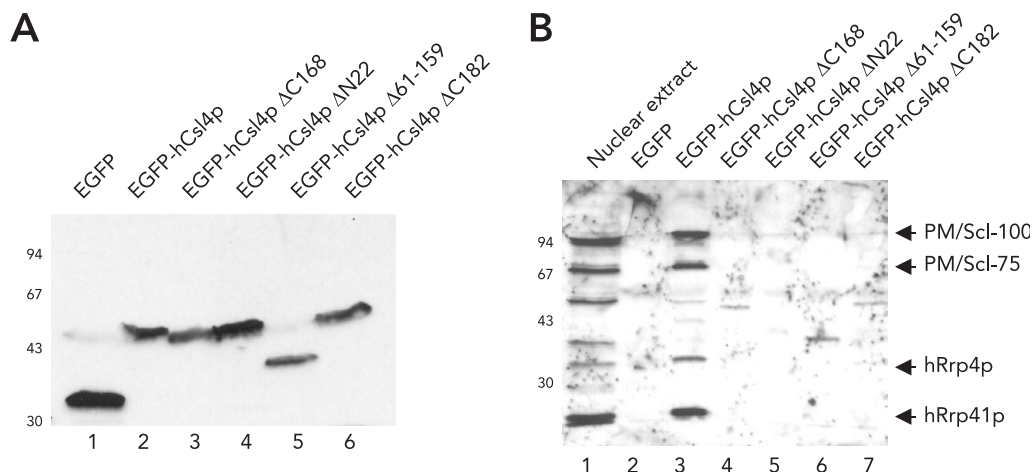 A
EGFP
EGFP-hCsl4p
EGFP-hCsl4p ΔC168
EGFP-hCsl4p ΔN22
EGFP-hCsl4p Δ61-159
EGFP-hCsl4p ΔC182
94
67
43
30
1 2 3 4 5 6
B
Nuclear extract
EGFP
EGFP-hCsl4p
EGFP-hCsl4p ΔC168
EGFP-hCsl4p ΔN22
EGFP-hCsl4p Δ61-159
EGFP-hCsl4p ΔC182
94
67
43
30
PM/Scl-100
PM/Scl-75
hRrp4p
hRrp41p
1 2 3 4 5 6 7